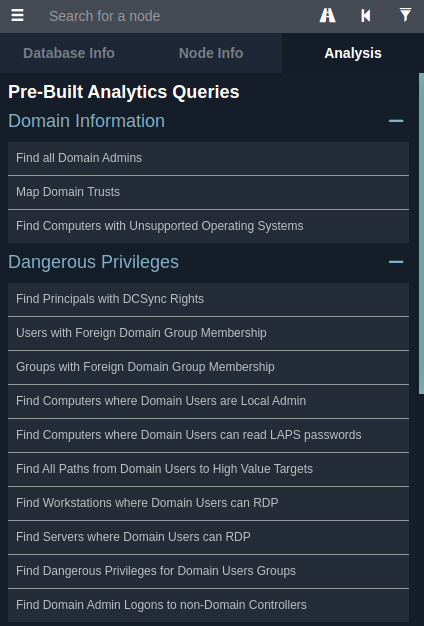 Search for a node
Database Info
Node Info
Analysis
Pre-Built Analytics Queries
Domain Information
Find all Domain Admins
Map Domain Trusts
Find Computers with Unsupported Operating Systems
Dangerous Privileges
Find Principals with DCSync Rights
Users with Foreign Domain Group Membership
Groups with Foreign Domain Group Membership
Find Computers where Domain Users are Local Admin
Find Computers where Domain Users can read LAPS passwords
Find All Paths from Domain Users to High Value Targets
Find Workstations where Domain Users can RDP
Find Servers where Domain Users can RDP
Find Dangerous Privileges for Domain Users Groups
Find Domain Admin Logons to non-Domain Controllers